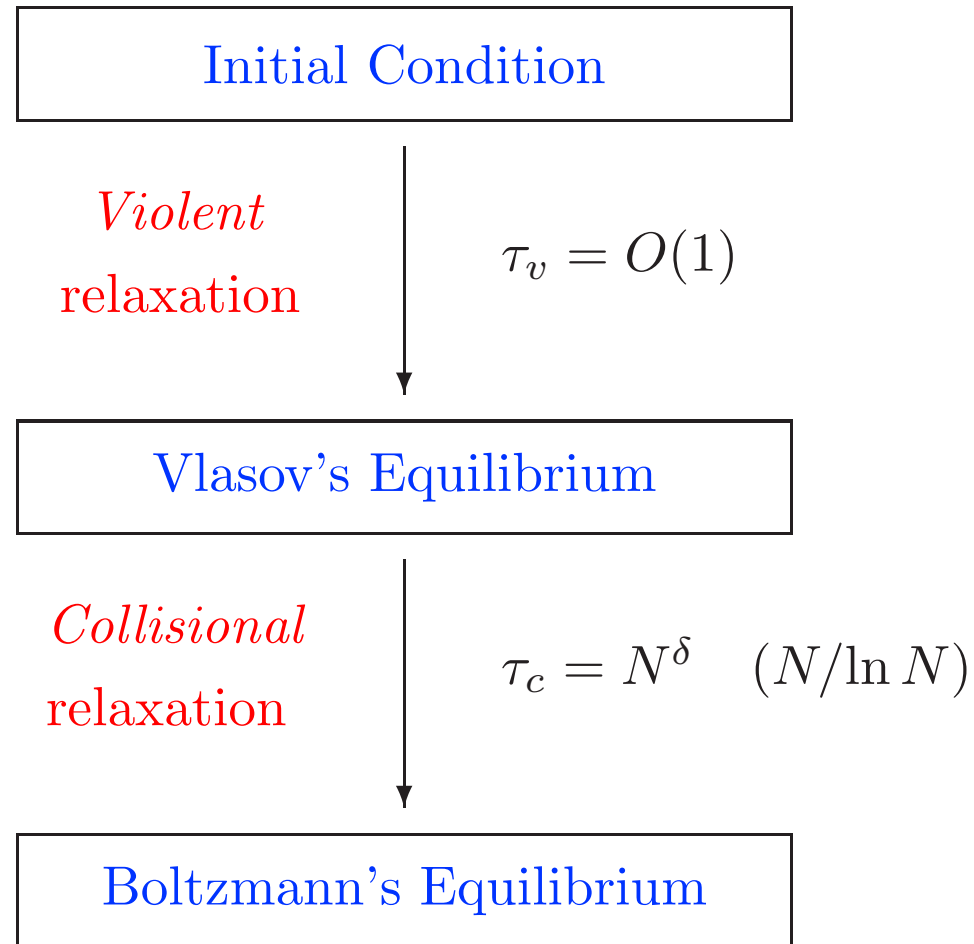 Initial Condition
Violent
relaxation
τ_v = O(1)
Vlasov's Equilibrium
Collisional
relaxation
τ_c = N^δ (N/ln N)
Boltzmann's Equilibrium